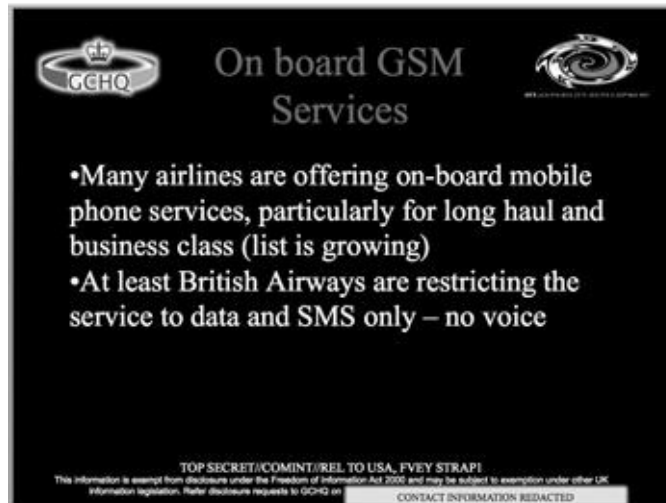 GCHQ
On board GSM
Services
•Many airlines are offering on-board mobile
phone services, particularly for long haul and
business class (list is growing)
•At least British Airways are restricting the
service to data and SMS only – no voice
TOP SECRET//COMINT//REL TO USA, FVEY STRAP1
This information is exempt from disclosure under the Freedom of Information Act 2000 and may be subject to exemption under other UK
information legislation. Refer disclosure requests to GCHQ on
CONTACT INFORMATION REDACTED